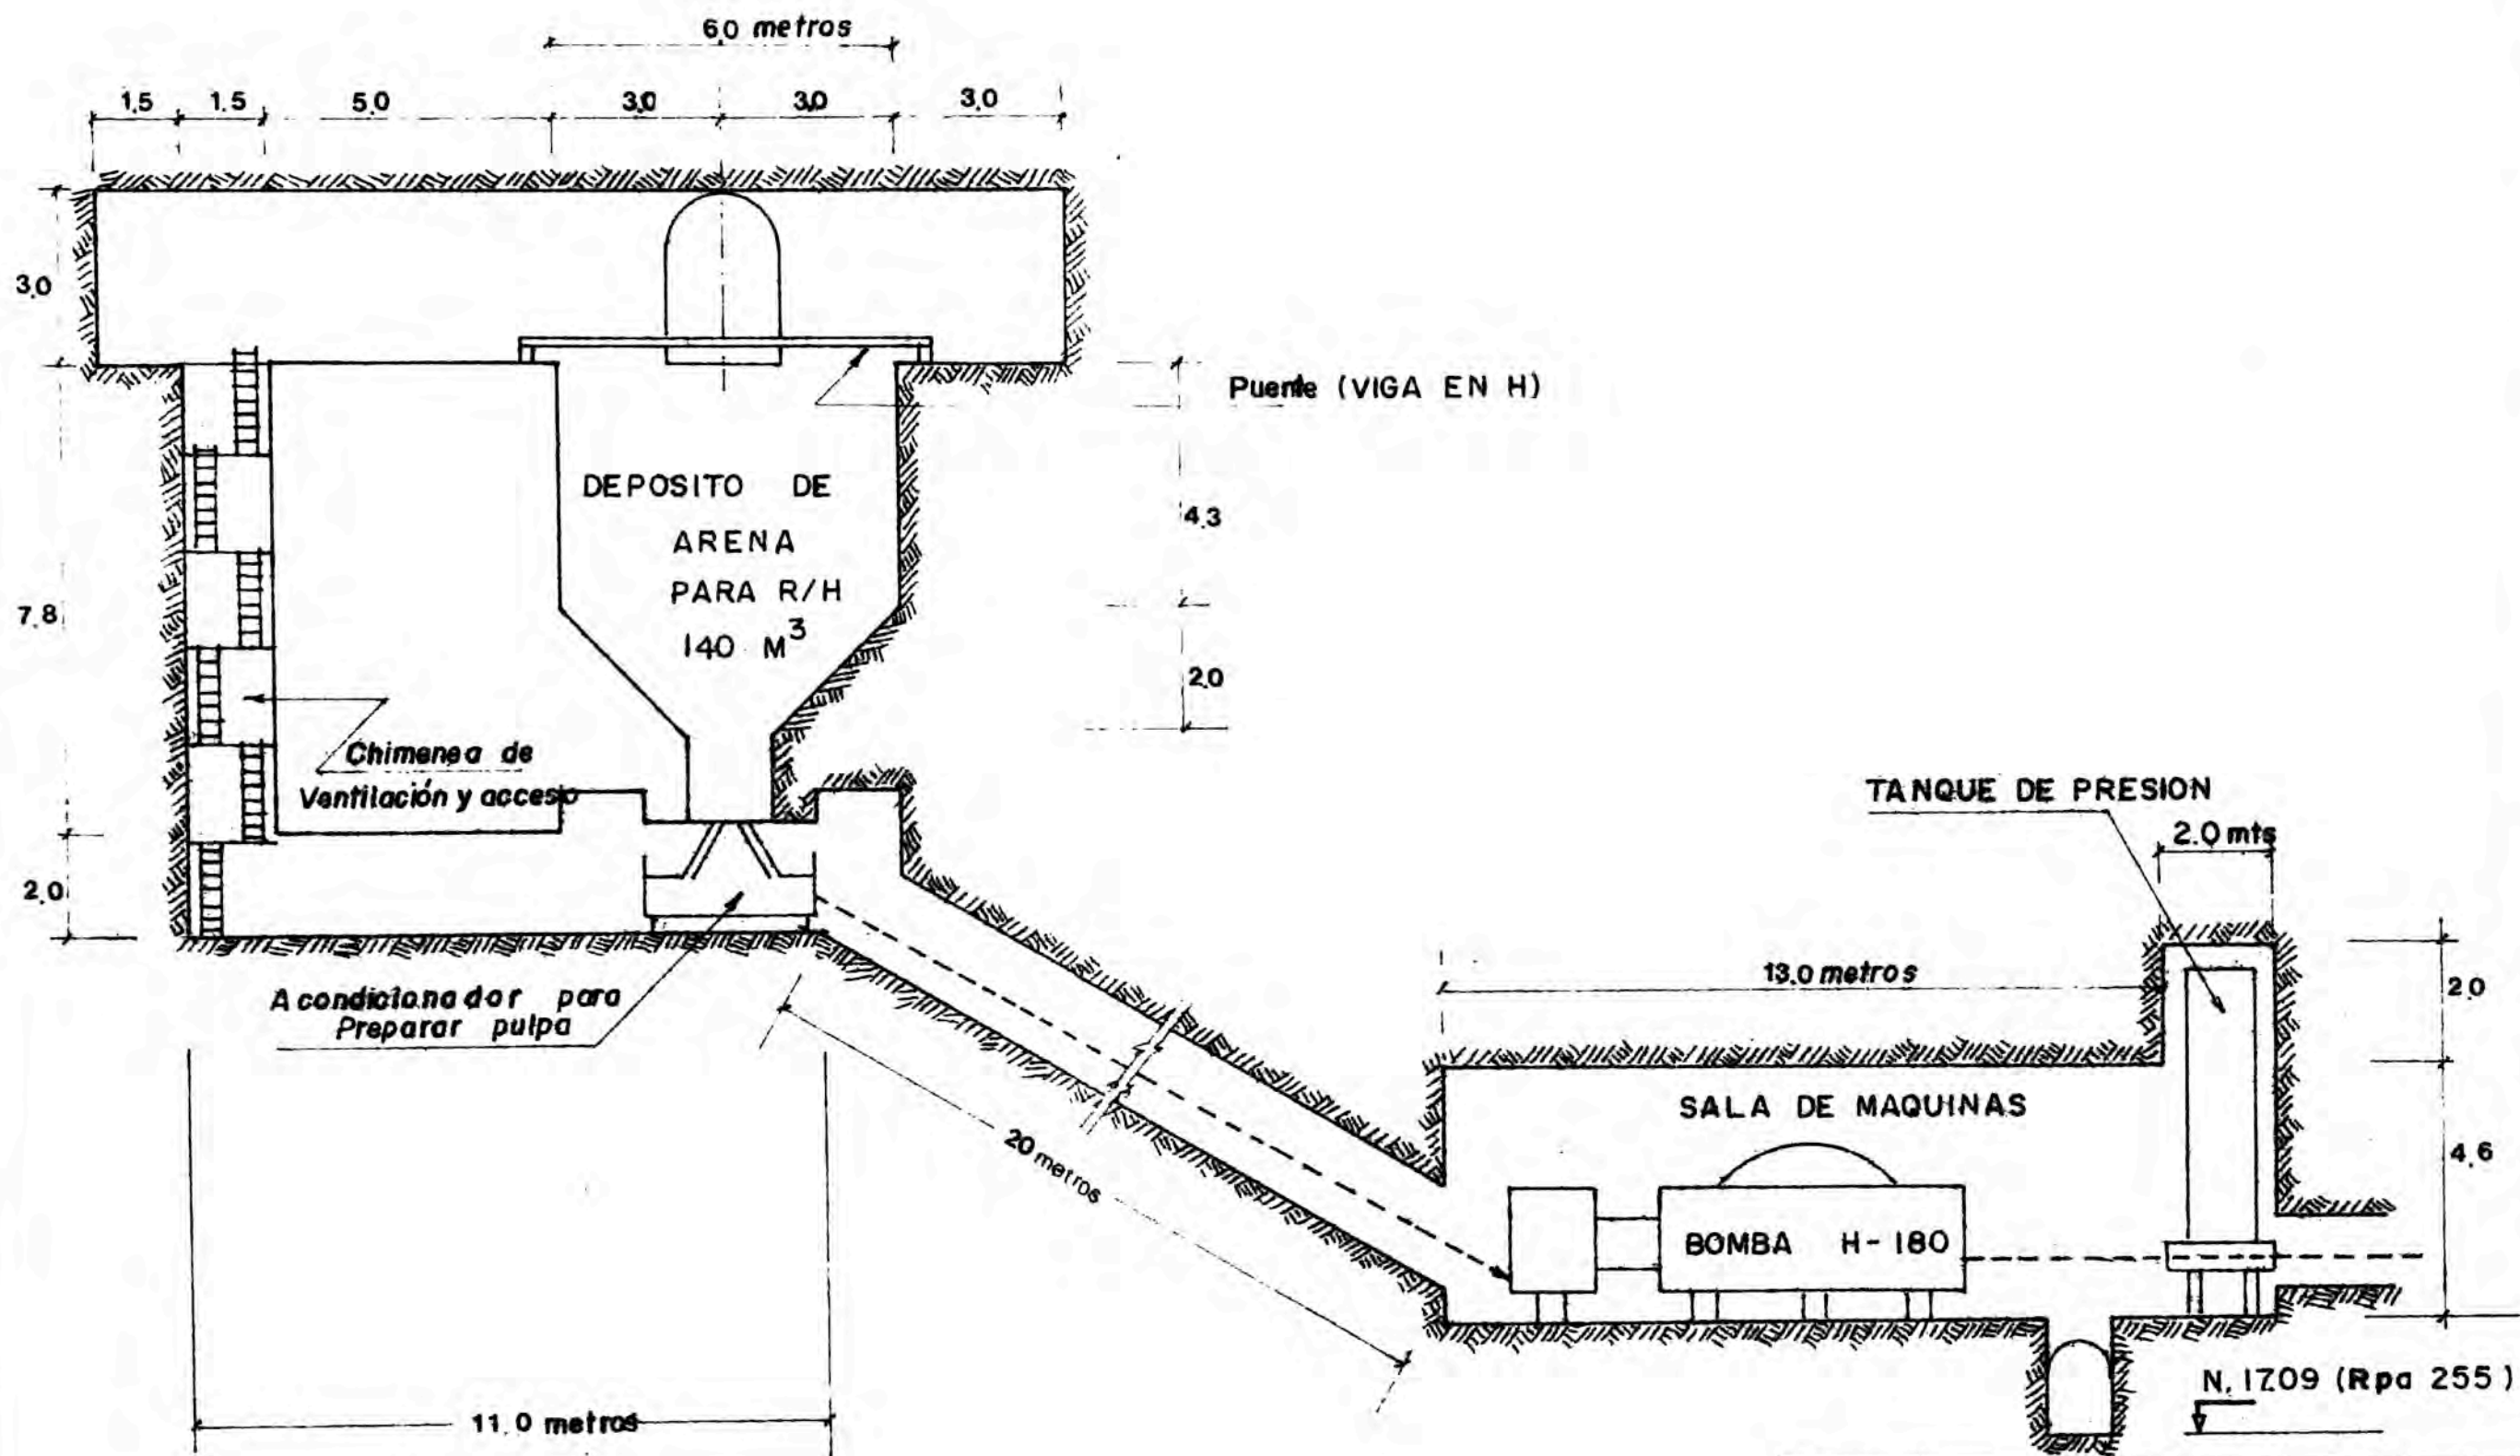 6.0 metros
1.5 1.5 5.0 3.0 3.0 3.0
3.0
Puente (VIGA EN H)
DEPOSITO DE
ARENA
PARA R/H
140 M³
4.3
7.8
2.0
Chimenea de
Ventilación y acceso
TANQUE DE PRESION
2.0 mts
2.0
Acondicionador para
Preparar pulpa
13.0 metros
2.0
SALA DE MAQUINAS
20 metros
4.6
BOMBA H-180
N. 1709 (Rpa 255)
11.0 metros